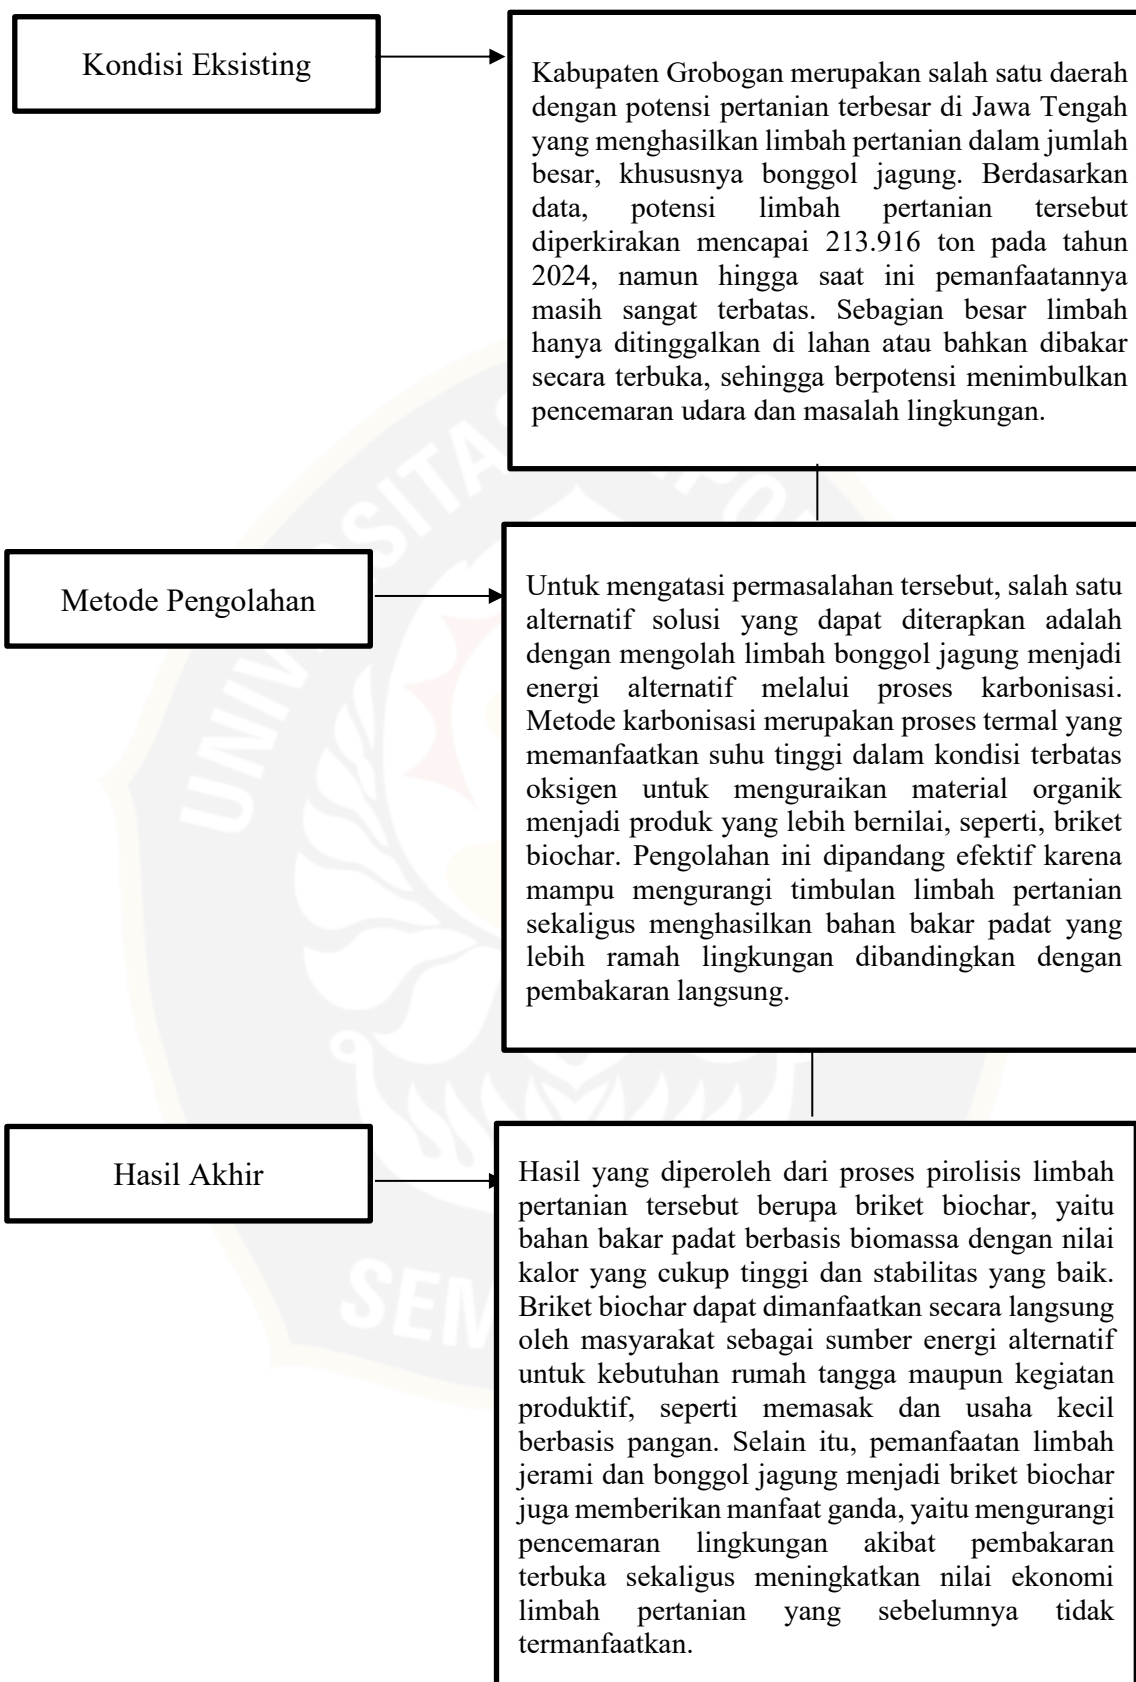 Kondisi Eksisting
Kabupaten Grobogan merupakan salah satu daerah
dengan potensi pertanian terbesar di Jawa Tengah
yang menghasilkan limbah pertanian dalam jumlah
besar, khususnya bonggol jagung. Berdasarkan
data, potensi limbah pertanian tersebut
diperkirakan mencapai 213.916 ton pada tahun
2024, namun hingga saat ini pemanfaatannya
masih sangat terbatas. Sebagian besar limbah
hanya ditinggalkan di lahan atau bahkan dibakar
secara terbuka, sehingga berpotensi menimbulkan
pencemaran udara dan masalah lingkungan.
Metode Pengolahan
Untuk mengatasi permasalahan tersebut, salah satu
alternatif solusi yang dapat diterapkan adalah
dengan mengolah limbah bonggol jagung menjadi
energi alternatif melalui proses karbonisasi.
Metode karbonisasi merupakan proses termal yang
memanfaatkan suhu tinggi dalam kondisi terbatas
oksigen untuk menguraikan material organik
menjadi produk yang lebih bernilai, seperti, briket
biochar. Pengolahan ini dipandang efektif karena
mampu mengurangi timbulan limbah pertanian
sekaligus menghasilkan bahan bakar padat yang
lebih ramah lingkungan dibandingkan dengan
pembakaran langsung.
Hasil Akhir
Hasil yang diperoleh dari proses pirolisis limbah
pertanian tersebut berupa briket biochar, yaitu
bahan bakar padat berbasis biomassa dengan nilai
kalor yang cukup tinggi dan stabilitas yang baik.
Briket biochar dapat dimanfaatkan secara langsung
oleh masyarakat sebagai sumber energi alternatif
untuk kebutuhan rumah tangga maupun kegiatan
produktif, seperti memasak dan usaha kecil
berbasis pangan. Selain itu, pemanfaatan limbah
jerami dan bonggol jagung menjadi briket biochar
juga memberikan manfaat ganda, yaitu mengurangi
pencemaran lingkungan akibat pembakaran
terbuka sekaligus meningkatkan nilai ekonomi
limbah pertanian yang sebelumnya tidak
termanfaatkan.